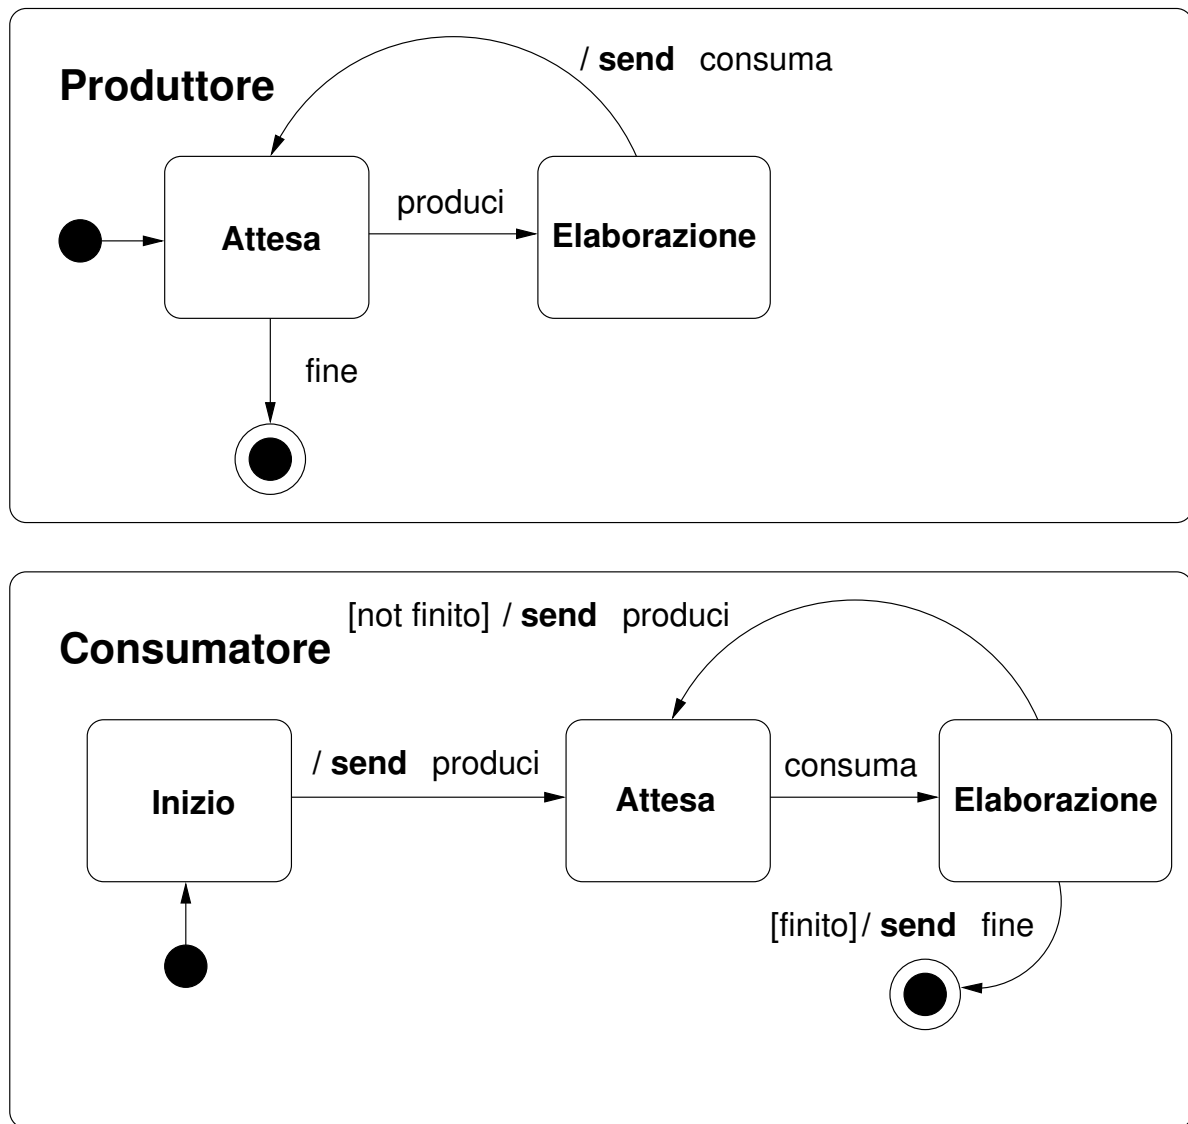 / send consuma
Produttore
produci
Attesa
Elaborazione
fine
[not finito] / send produci
Consumatore
/ send produci
consuma
Inizio
Attesa
Elaborazione
[finito] / send fine